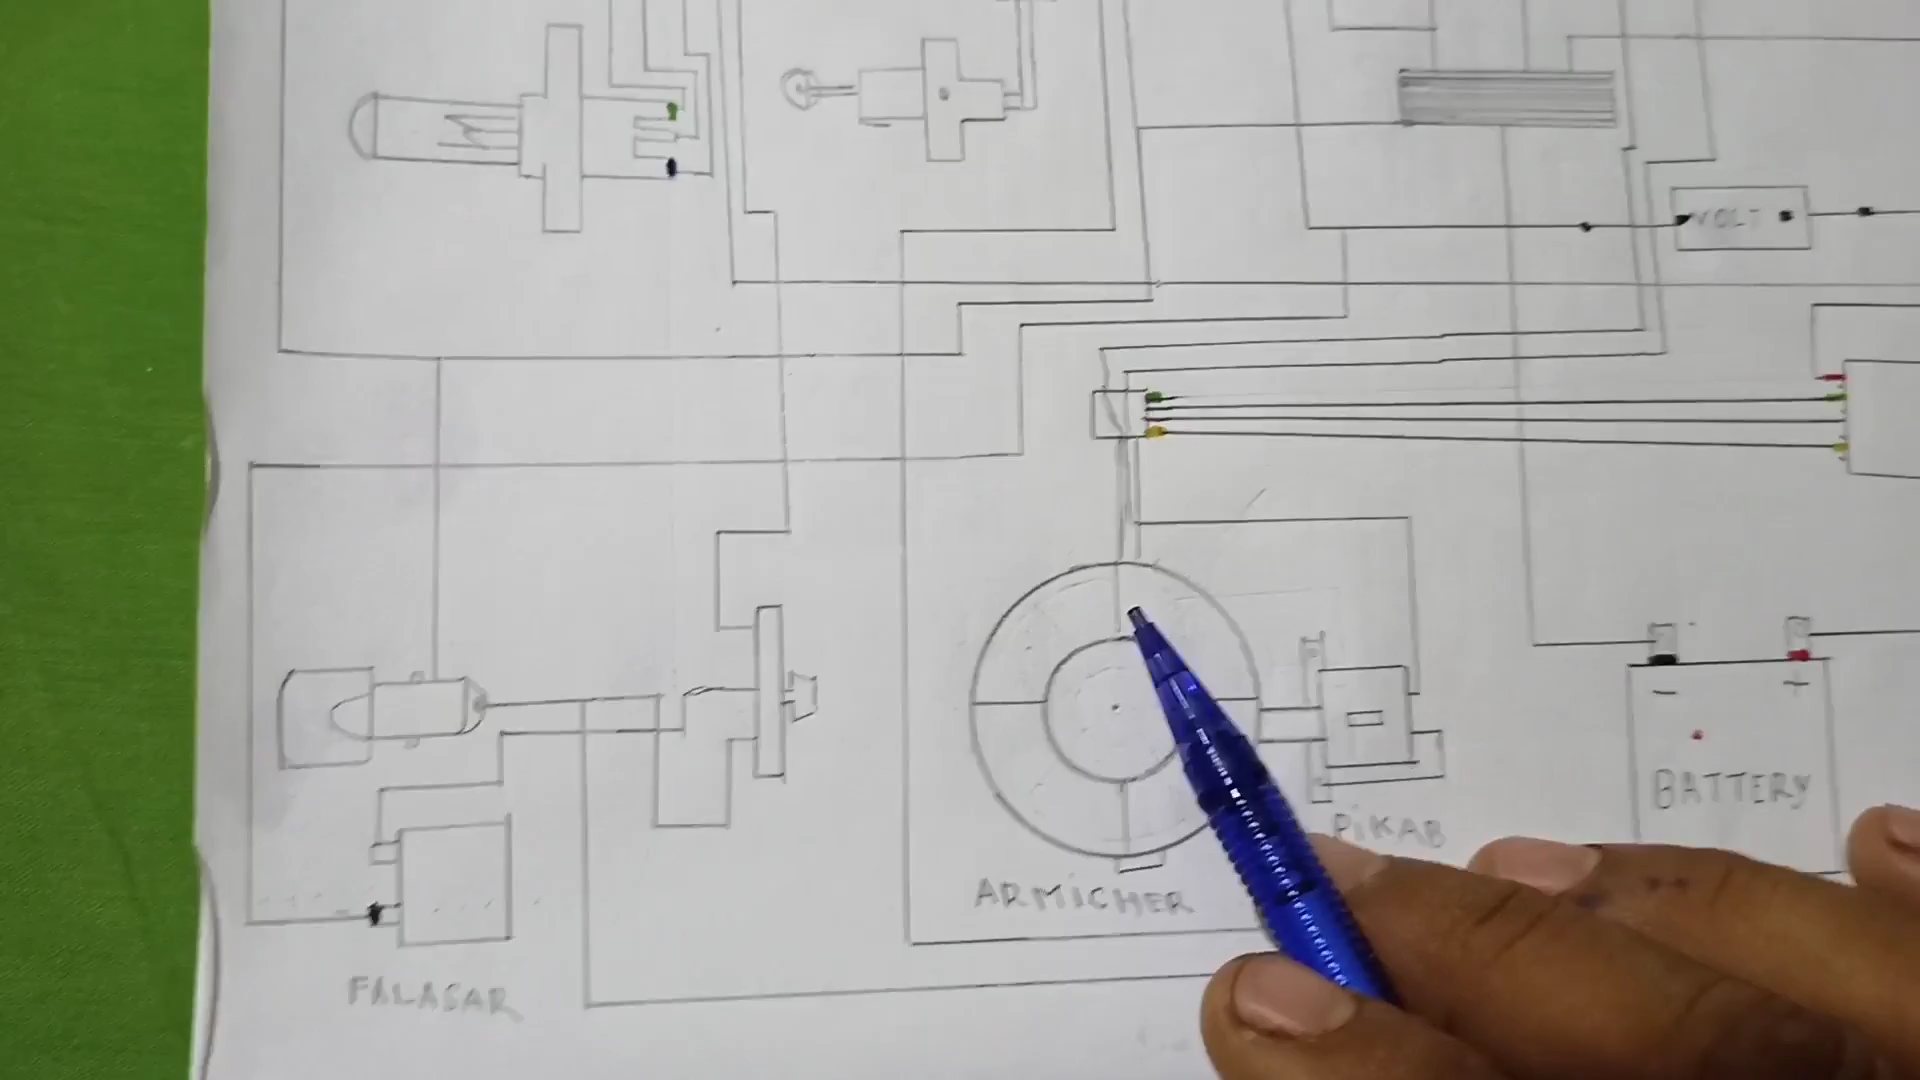 VOLT
- +
BATTERY
PiKAB
ARMiCHER
FALASAR